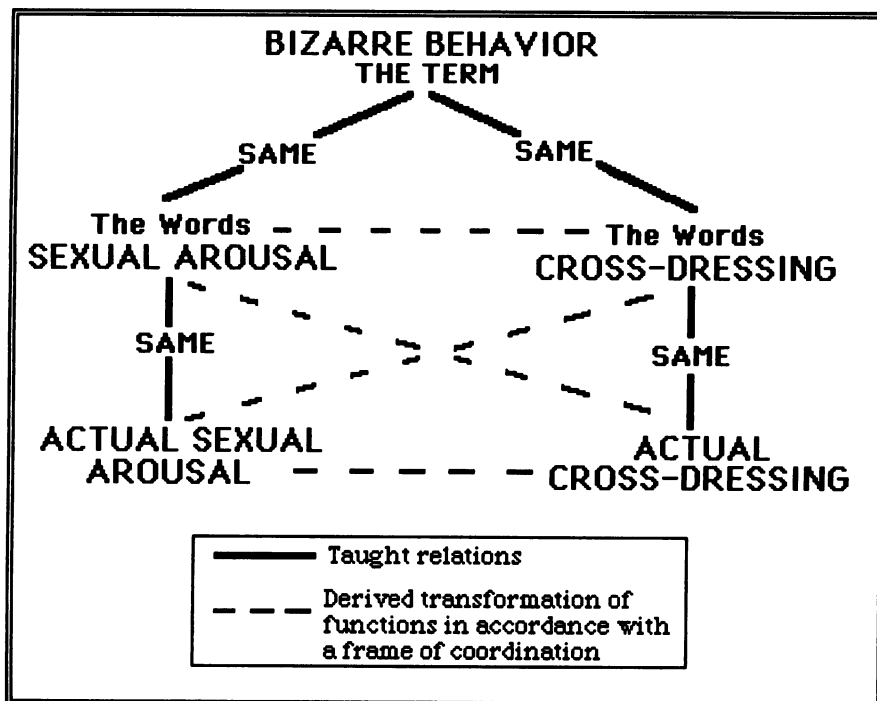 BIZARRE BEHAVIOR
THE TERM
SAME
SAME
The Words
SEXUAL AROUSAL
The Words
CROSS-DRESSING
SAME
SAME
ACTUAL SEXUAL
AROUSAL
ACTUAL
CROSS-DRESSING
Taught relations
Derived transformation of
functions in accordance with
a frame of coordination